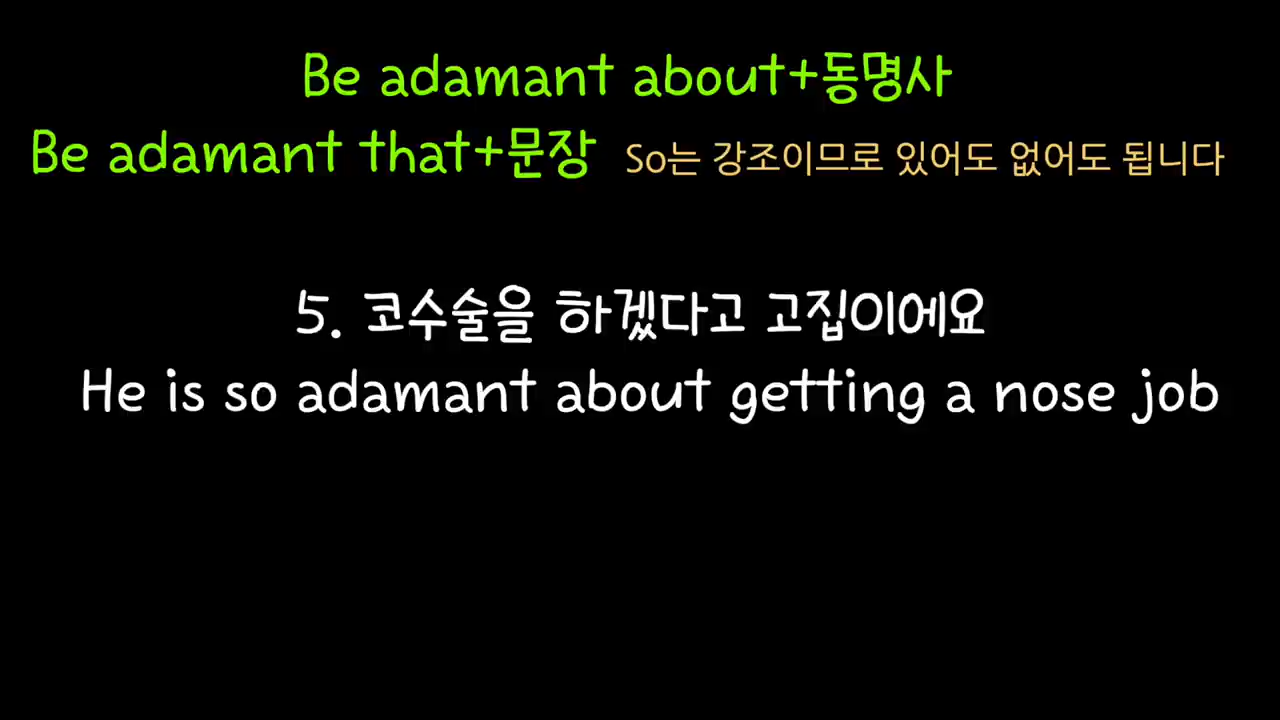 Be adamant about+동명사
Be adamant that+문장 So는 강조이므로 있어도 없어도 됩니다
5. 코수술을 하겠다고 고집이에요
He is so adamant about getting a nose job